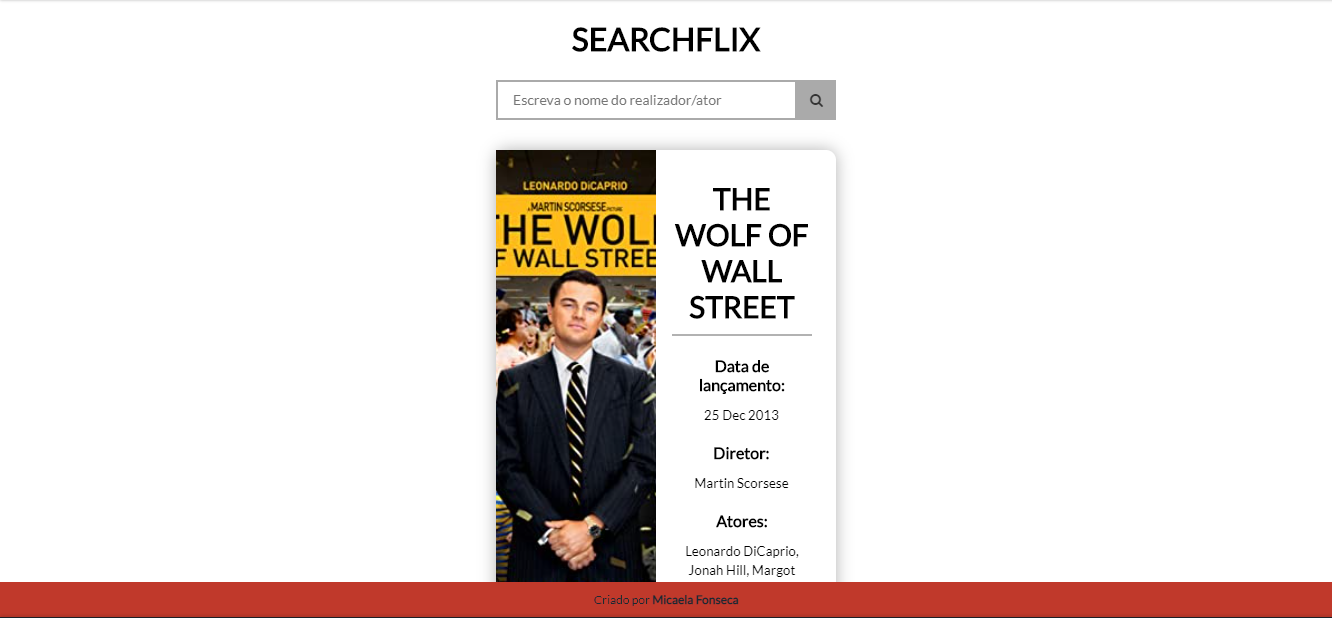 SEARCHFLIX
Escreva o nome do realizador/ator
LEONARDO DiCAPRIO
A MARTIN SCORSESE PICTURE
THE WOLF
OF WALL STREE
THE
WOLF OF
WALL
STREET
Data de
lançamento:
25 Dec 2013
Diretor:
Martin Scorsese
Atores:
Leonardo DiCaprio,
Jonah Hill, Margot
Criado por Micaela Fonseca